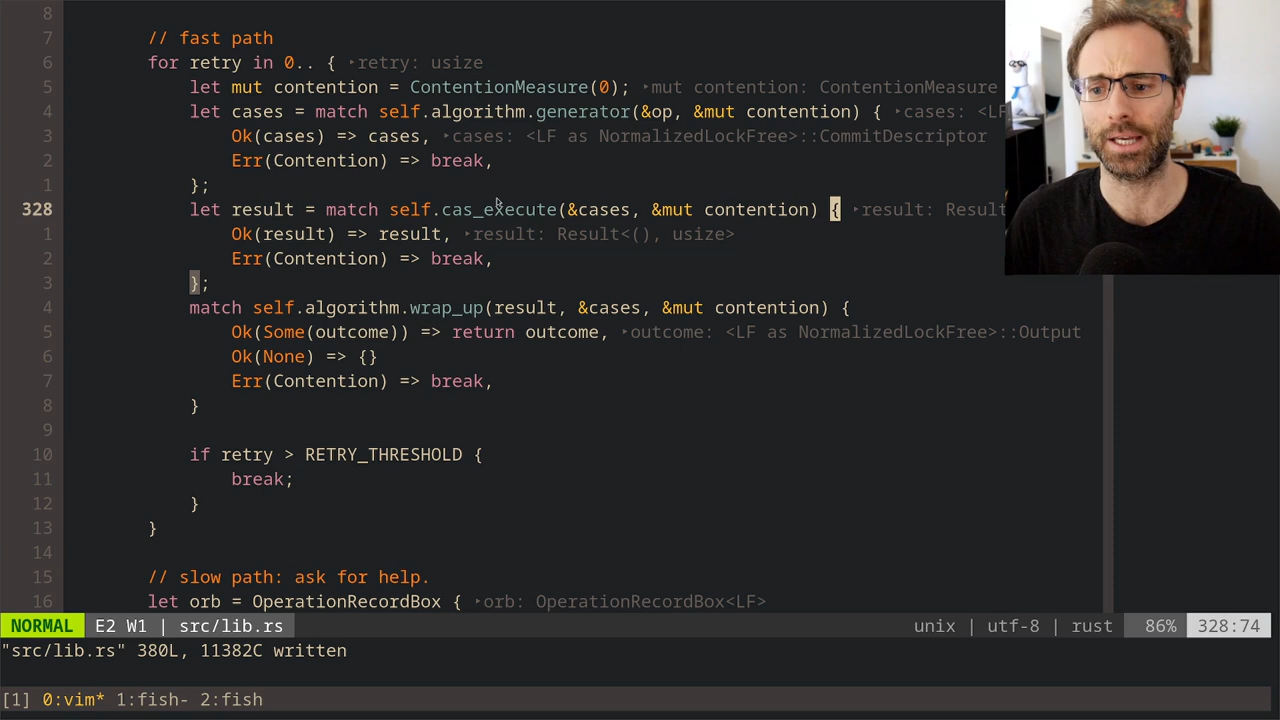 8
7 // fast path
6 for retry in 0.. { ‣retry: usize
5 let mut contention = ContentionMeasure(0); ‣mut contention: ContentionMeasure
4 let cases = match self.algorithm.generator(&op, &mut contention) { ‣cases: <LF
3 Ok(cases) => cases, ‣cases: <LF as NormalizedLockFree>::CommitDescriptor
2 Err(Contention) => break,
1 };
328 let result = match self.cas_execute(&cases, &mut contention) { ‣result: Result
1 Ok(result) => result, ‣result: Result<(), usize>
2 Err(Contention) => break,
3 };
4 match self.algorithm.wrap_up(result, &cases, &mut contention) {
5 Ok(Some(outcome)) => return outcome, ‣outcome: <LF as NormalizedLockFree>::Output
6 Ok(None) => {}
7 Err(Contention) => break,
8 }
9
10 if retry > RETRY_THRESHOLD {
11 break;
12 }
13 }
14
15 // slow path: ask for help.
16 let orb = OperationRecordBox { ‣orb: OperationRecordBox<LF>
NORMAL E2 W1 | src/lib.rs unix | utf-8 | rust 86% 328:74
"src/lib.rs" 380L, 11382C written
[1] 0:vim* 1:fish- 2:fish